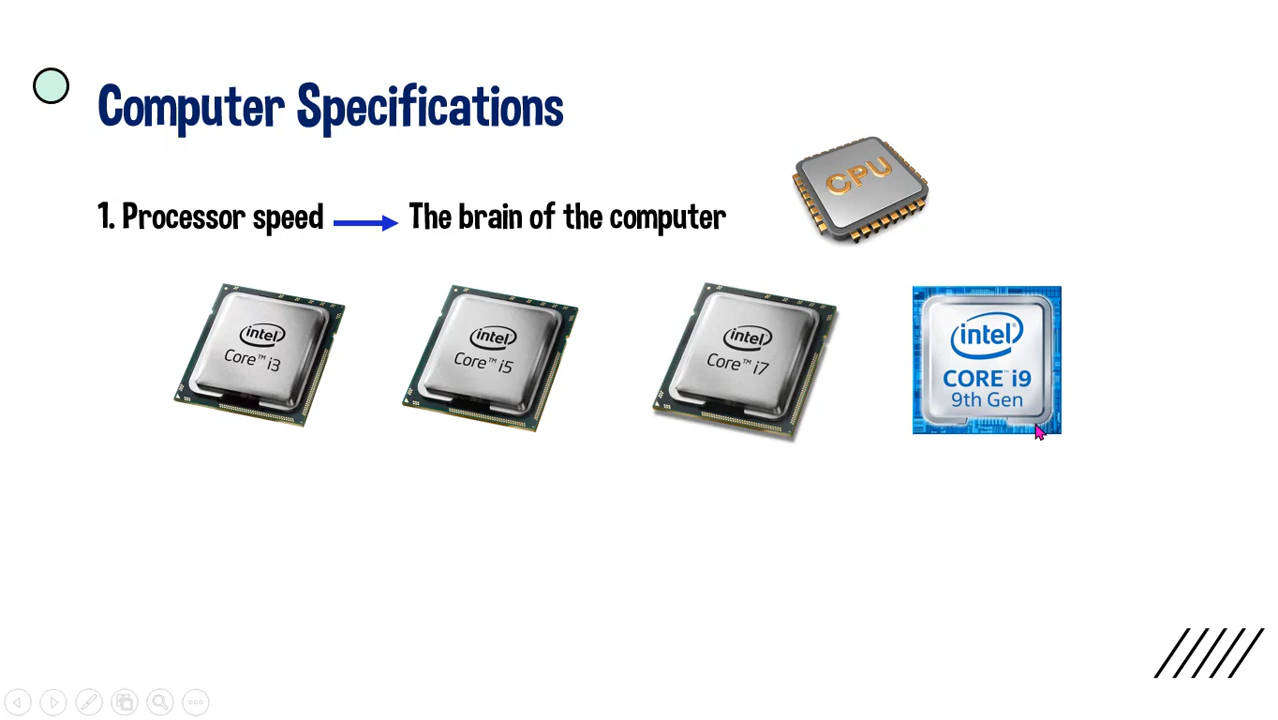 Computer Specifications
CPU
1. Processor speed The brain of the computer
intel
Core™ i3
intel
Core™ i5
intel
Core™ i7
intel®
CORE™ i9
9th Gen